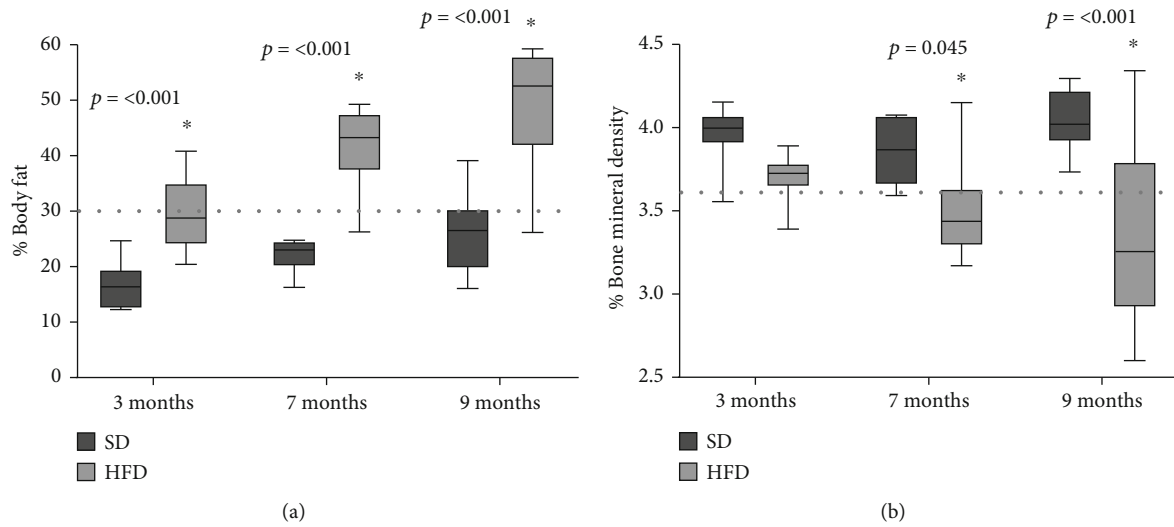 p = <0.001
p = <0.001
p = <0.001
*
*
*
60
50
40
30
20
10
0
% Body fat
3 months
7 months
9 months
SD
HFD
(a)
p = 0.045
p = <0.001
*
*
4.5
4.0
3.5
3.0
2.5
% Bone mineral density
3 months
7 months
9 months
SD
HFD
(b)